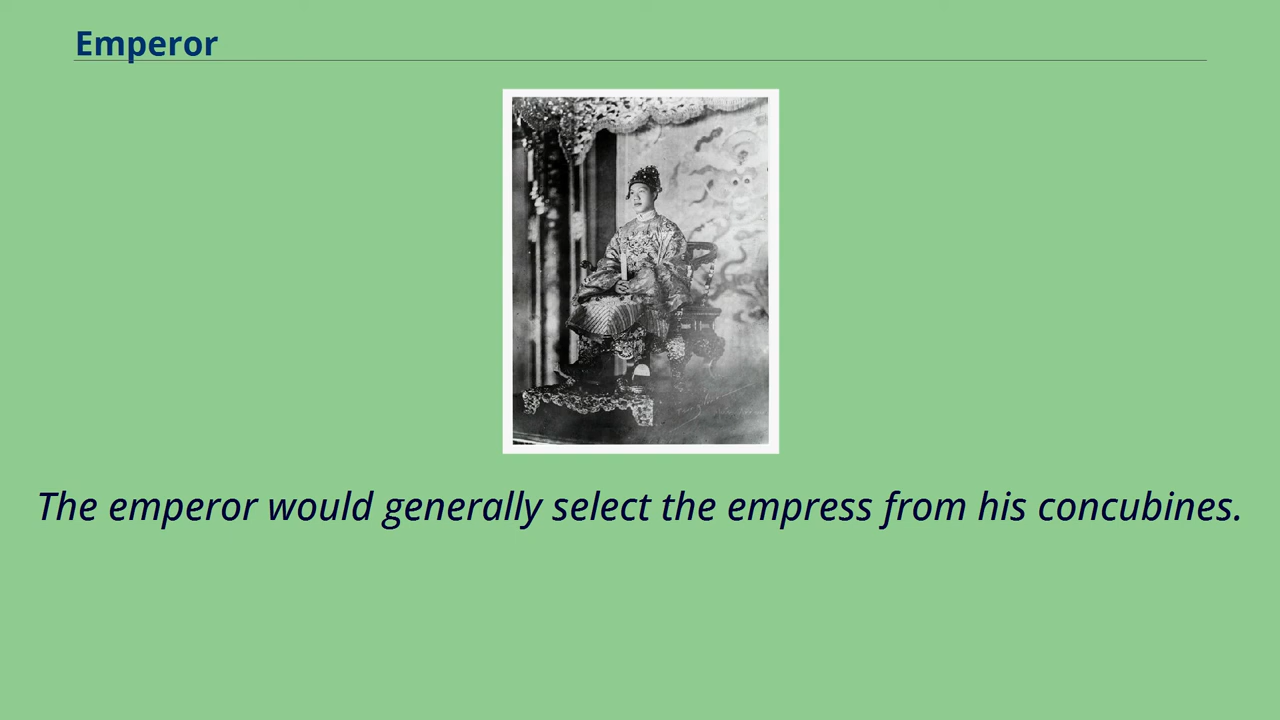 Emperor
The emperor would generally select the empress from his concubines.